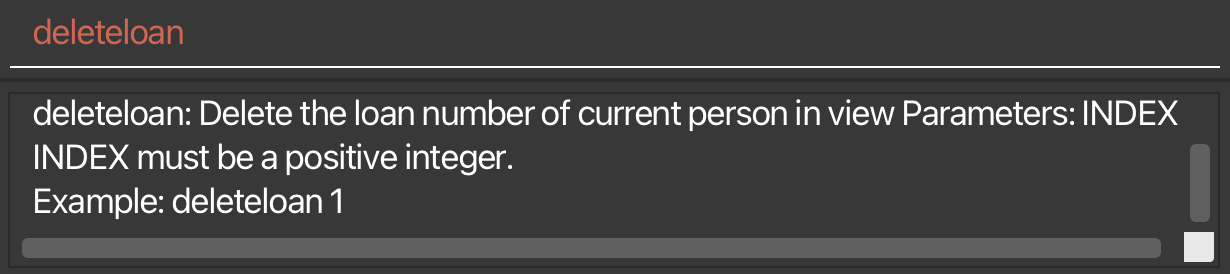 deleteloan
deleteloan: Delete the loan number of current person in view Parameters: INDEX
INDEX must be a positive integer.
Example: deleteloan 1